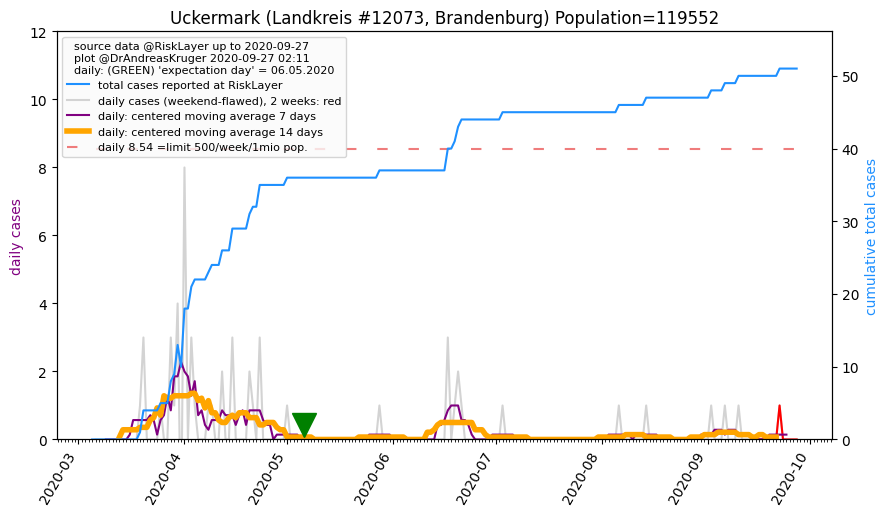 Uckermark (Landkreis #12073, Brandenburg) Population=119552
source data @RiskLayer up to 2020-09-27
plot @DrAndreasKruger 2020-09-27 02:11
daily: (GREEN) 'expectation day' = 06.05.2020
total cases reported at RiskLayer
daily cases (weekend-flawed), 2 weeks: red
daily: centered moving average 7 days
daily: centered moving average 14 days
daily 8.54 =limit 500/week/1mio pop.
daily cases
12
10
8
6
4
2
0
cumulative total cases
50
40
30
20
10
0
2020-03
2020-04
2020-05
2020-06
2020-07
2020-08
2020-09
2020-10